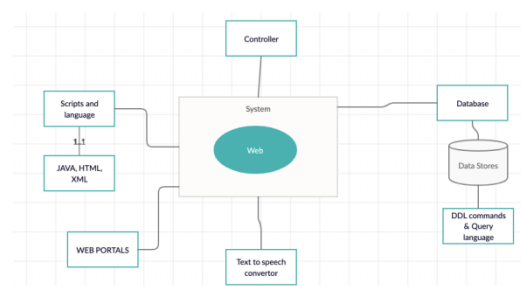 Controller
System
Web
Scripts and
language
1..1
JAVA, HTML,
XML
WEB PORTALS
Text to speech
convertor
Database
Data Stores
DDL commands
& Query
language